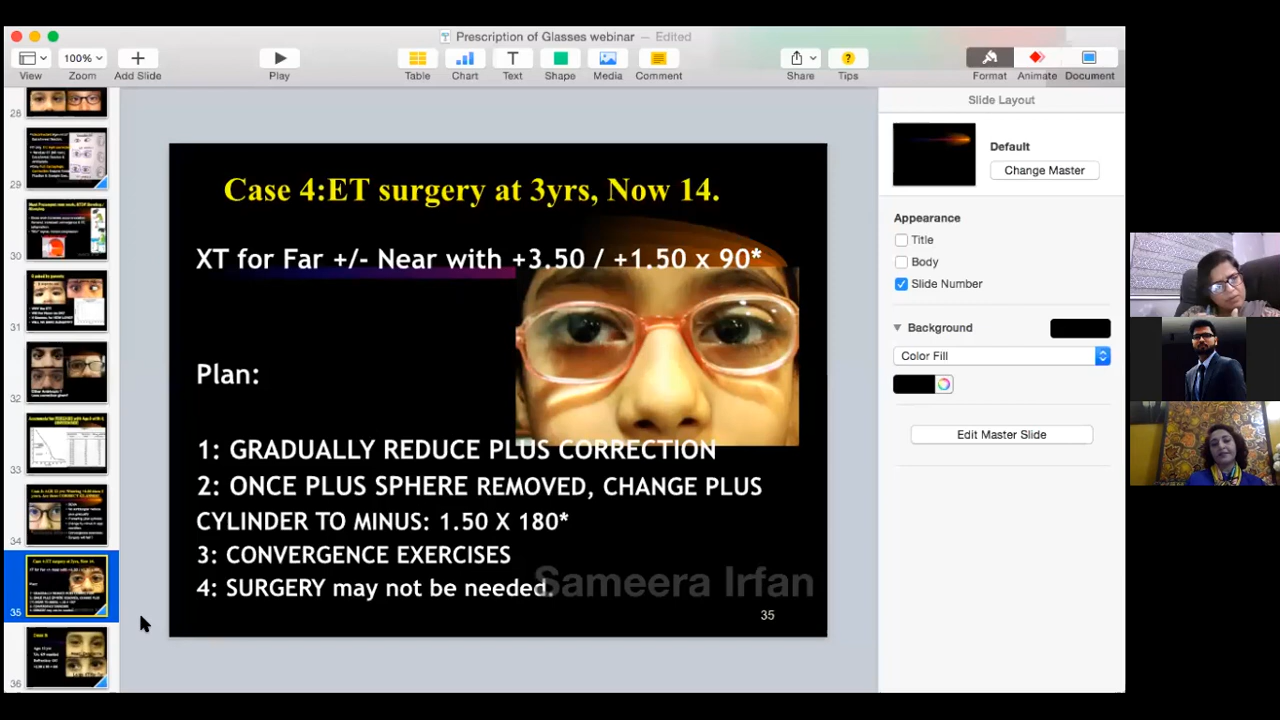 Prescription of Glasses webinar — Edited
100%
View
Zoom
Add Slide
Play
Table
Chart
Text
Shape
Media
Comment
Share
Tips
Format
Animate
Document
28
29
30
31
32
33
34
35
36
Case 4:ET surgery at 3yrs, Now 14.
XT for Far +/- Near with +3.50 / +1.50 x 90*
Plan:
1: GRADUALLY REDUCE PLUS CORRECTION
2: ONCE PLUS SPHERE REMOVED, CHANGE PLUS
CYLINDER TO MINUS: 1.50 X 180*
3: CONVERGENCE EXERCISES
4: SURGERY may not be needed.
Sameera Irfan
35
Slide Layout
Default
Change Master
Appearance
Title
Body
Slide Number
Background
Color Fill
Edit Master Slide